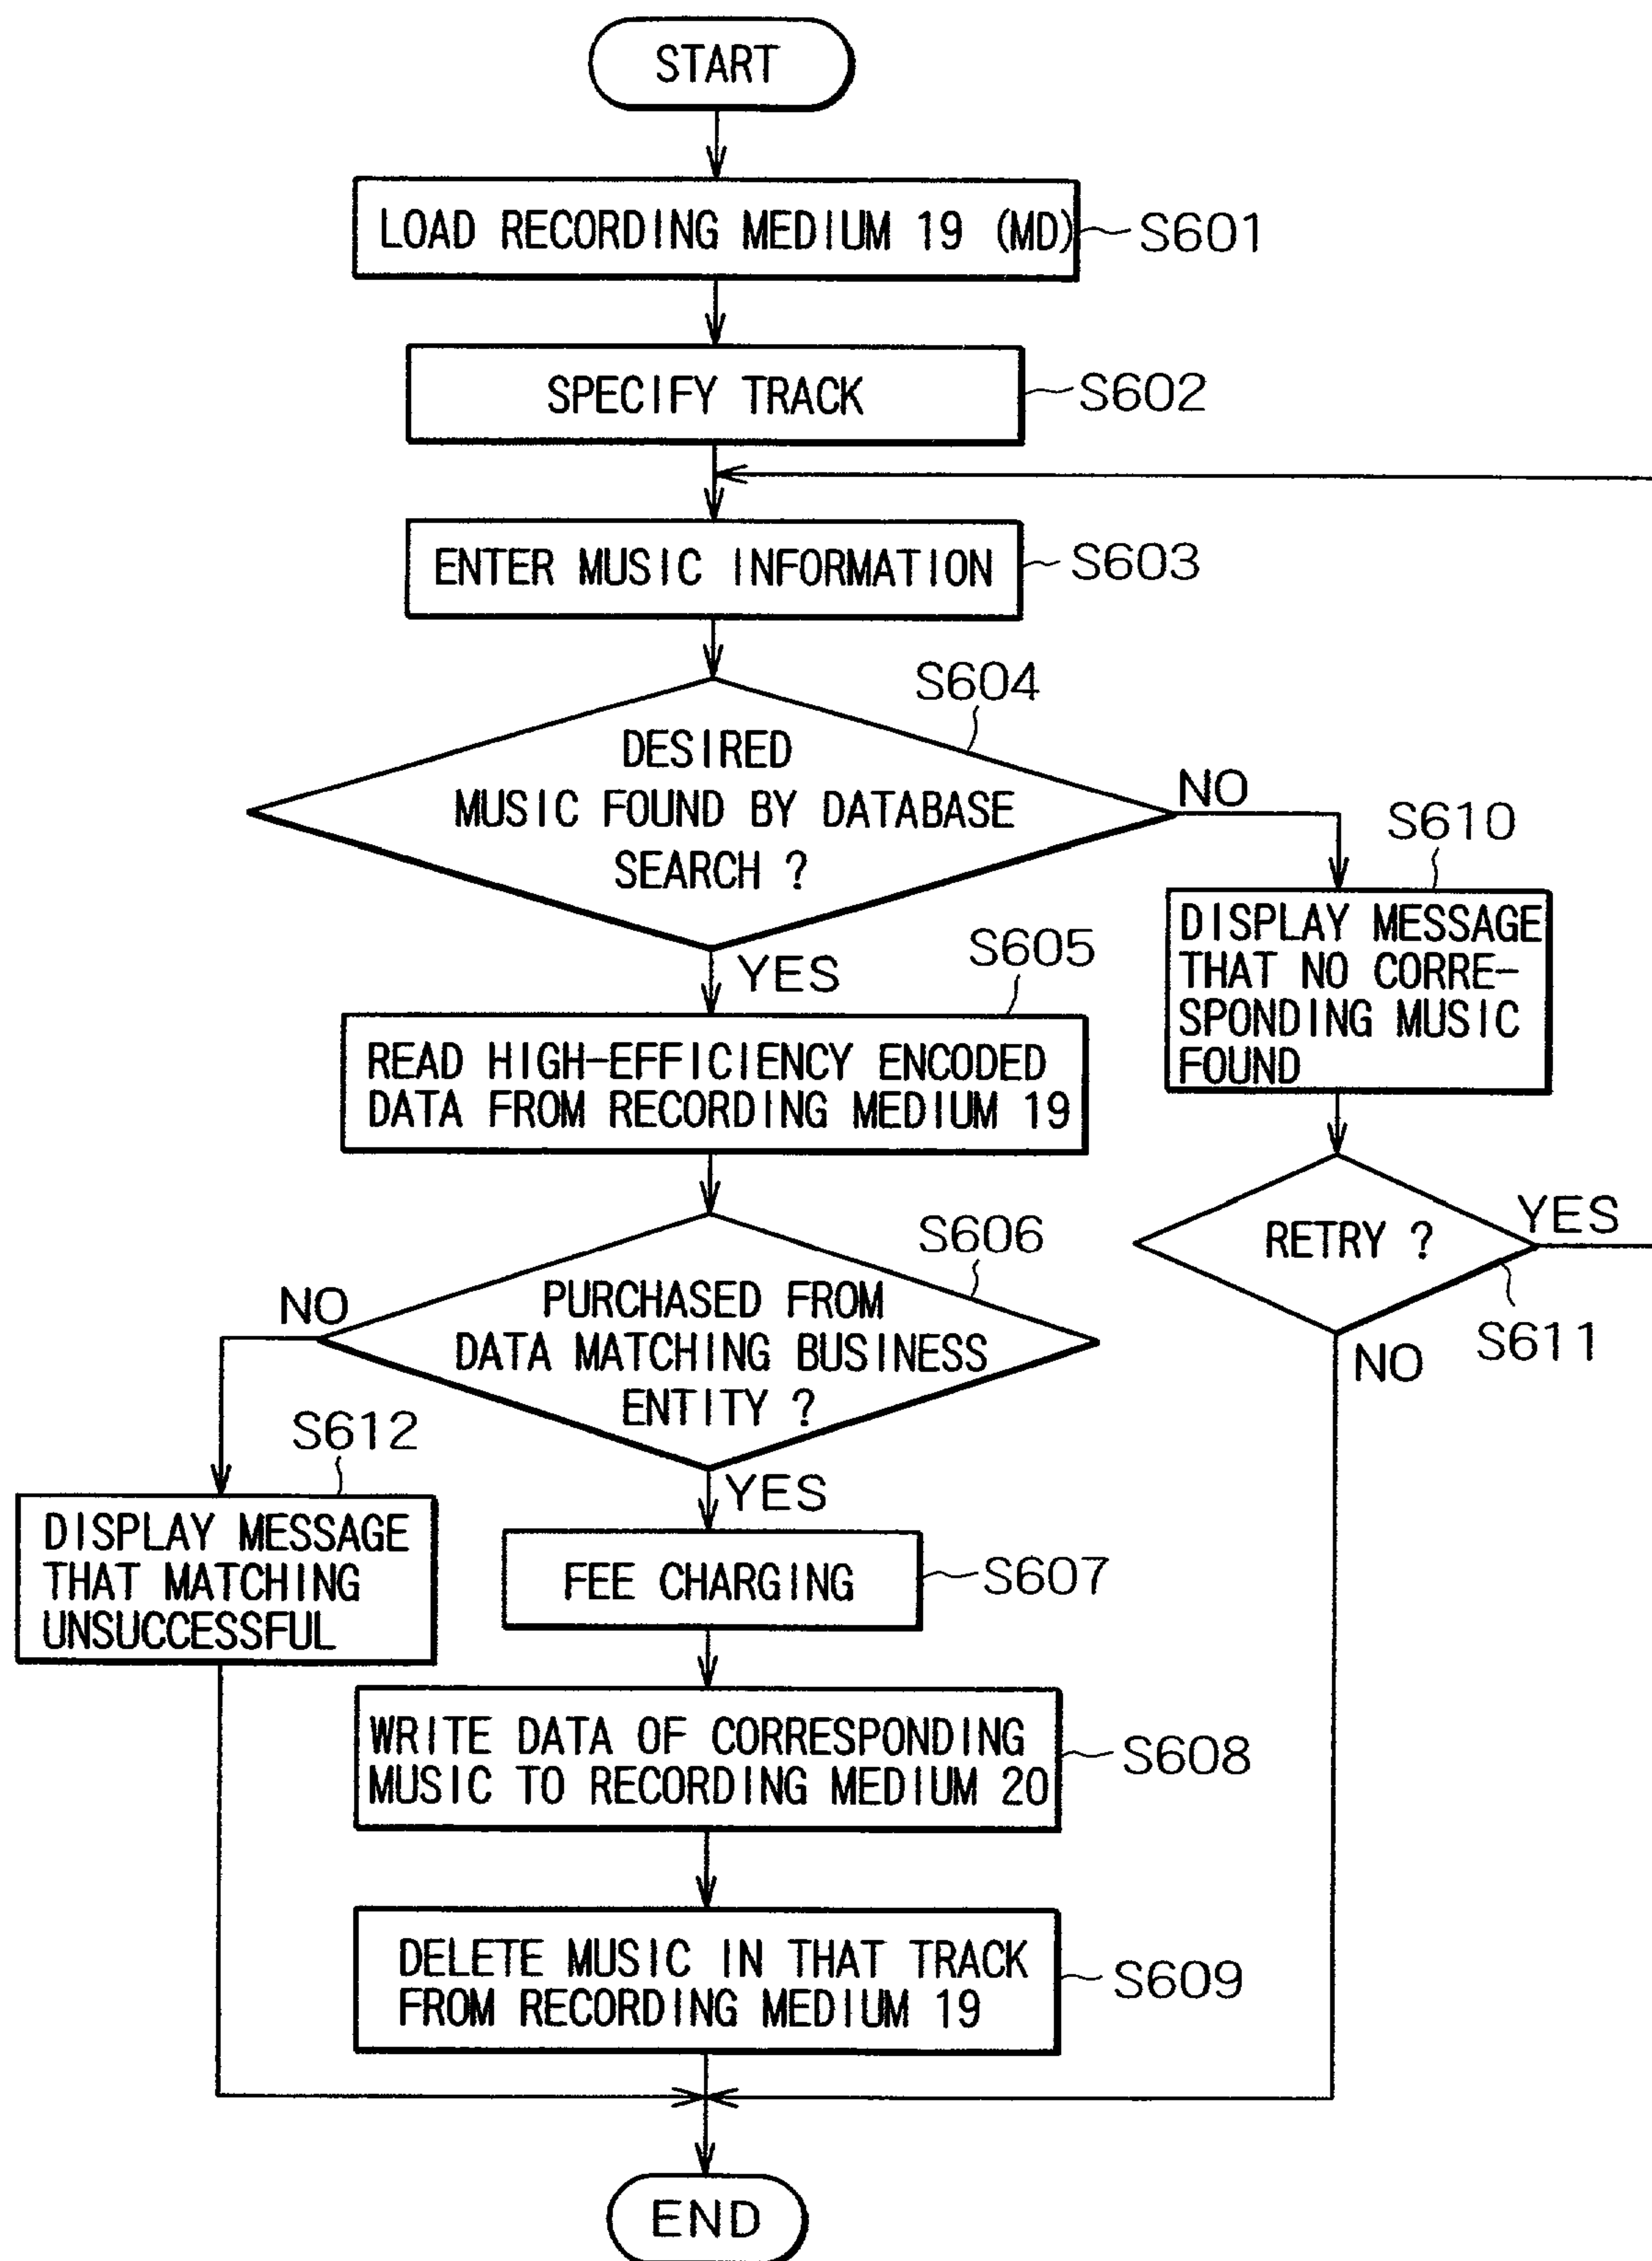 START
LOAD RECORDING MEDIUM 19 (MD)
S601
SPECIFY TRACK
S602
ENTER MUSIC INFORMATION
S603
S604
DESIRED
MUSIC FOUND BY DATABASE
SEARCH ?
NO
YES
S610
DISPLAY MESSAGE
THAT NO CORRE-
SPONDING MUSIC
FOUND
S605
READ HIGH-EFFICIENCY ENCODED
DATA FROM RECORDING MEDIUM 19
RETRY ?
YES
S611
NO
S606
PURCHASED FROM
DATA MATCHING BUSINESS
ENTITY ?
NO
YES
S612
DISPLAY MESSAGE
THAT MATCHING
UNSUCCESSFUL
FEE CHARGING
S607
WRITE DATA OF CORRESPONDING
MUSIC TO RECORDING MEDIUM 20
S608
DELETE MUSIC IN THAT TRACK
FROM RECORDING MEDIUM 19
S609
END